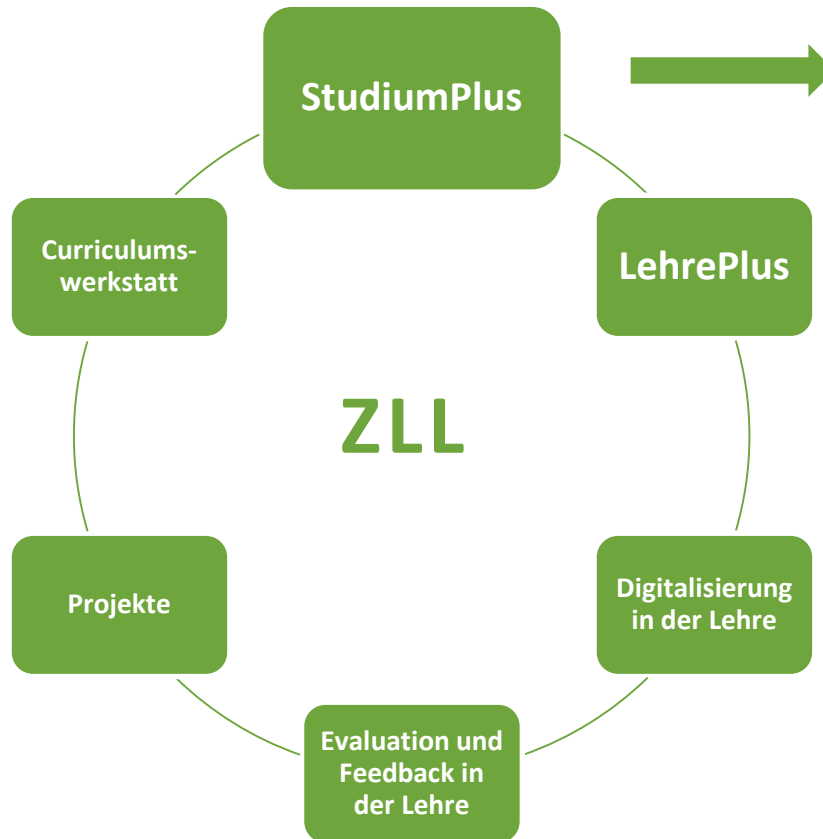 StudiumPlus
Curriculums-
werkstatt
LehrePlus
ZLL
Projekte
Digitalisierung
in der Lehre
Evaluation und
Feedback in
der Lehre